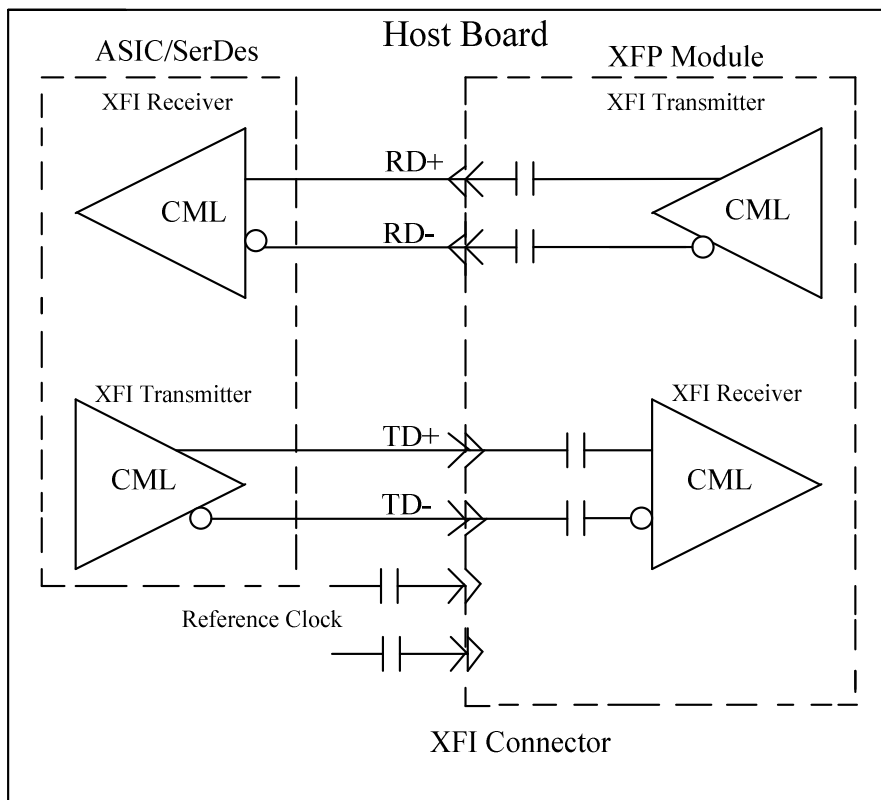 Host Board
ASIC/SerDes
XFP Module
XFI Receiver
XFI Transmitter
RD+
CML
CML
RD-
XFI Transmitter
XFI Receiver
TD+
CML
CML
TD-
Reference Clock
XFI Connector